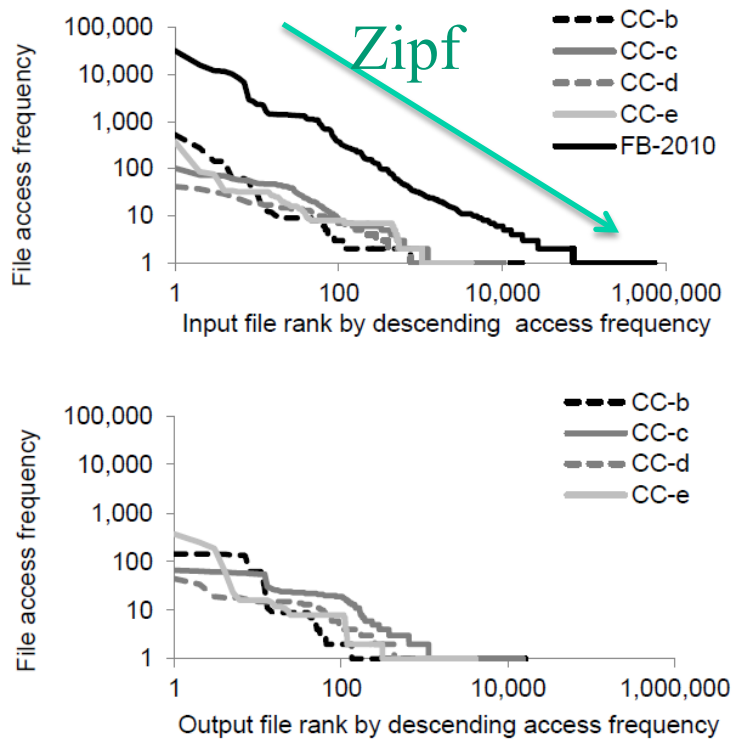 100,000
10,000
1,000
100
10
1
File access frequency
1
100
10,000
1,000,000
Input file rank by descending access frequency
Zipf
CC-b
CC-c
CC-d
CC-e
FB-2010
100,000
10,000
1,000
100
10
1
File access frequency
1
100
10,000
1,000,000
Output file rank by descending access frequency
CC-b
CC-c
CC-d
CC-e